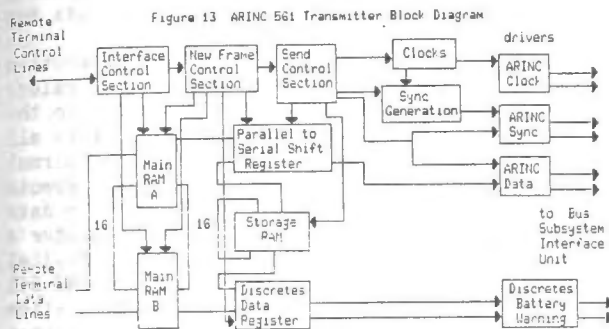 Figure 13 ARINC 561 Transmitter Block Diagram
Remote
Terminal
Control
Lines
Interface
Control
Section
New Frame
Control
Section
Send
Control
Section
Clocks
drivers
ARINC
Clock
Sync
Generation
ARINC
Sync
Main
RAM
A
Parallel to
Serial Shift
Register
ARINC
Data
16
16
Storage
RAM
to Bus
Subsystem
Interface
Unit
Remote
Terminal
Data
Lines
Main
RAM
B
Discretes
Data
Register
Discretes
Battery
Warning